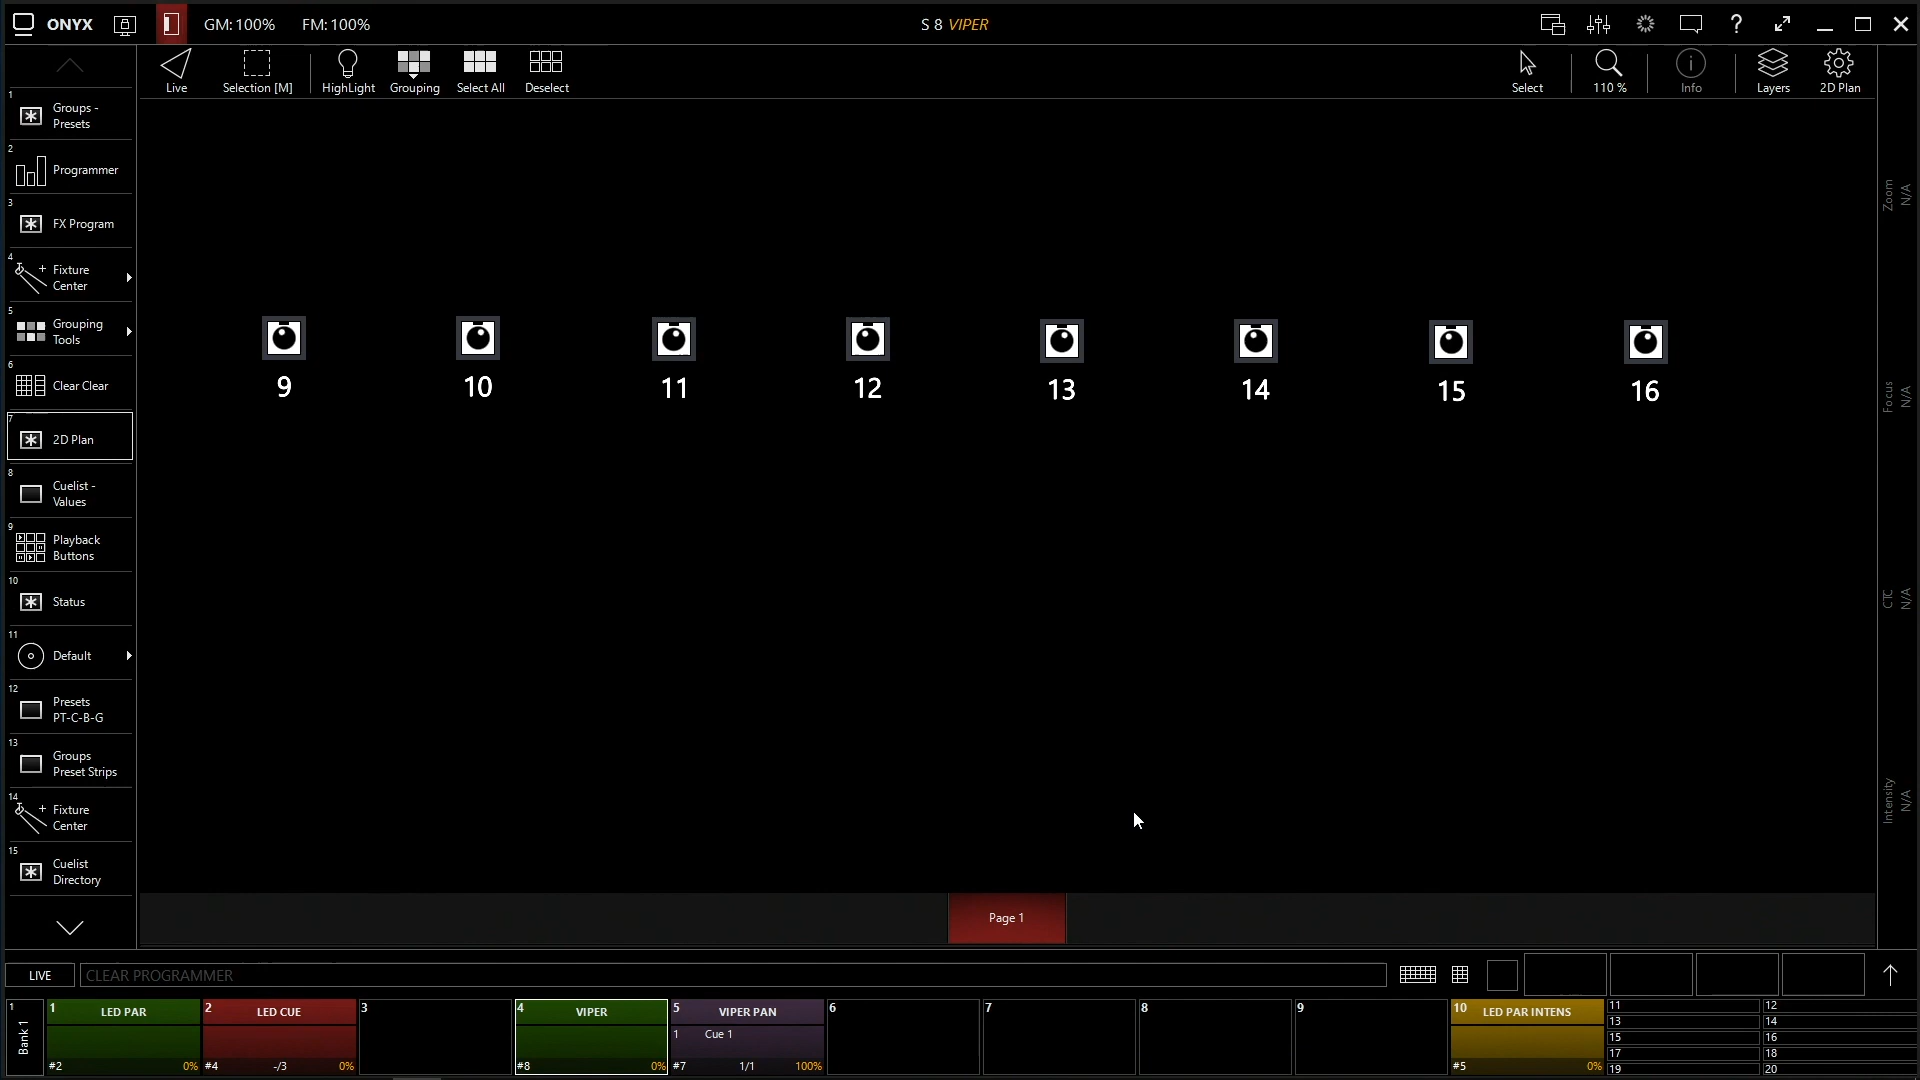 ONYX
GM: 100%
FM: 100%
S 8 VIPER
Live
Selection [M]
HighLight
Grouping
Select All
Deselect
Select
110 %
Info
Layers
2D Plan
1
Groups -
Presets
2
Programmer
3
FX Program
4
Fixture
Center
5
Grouping
Tools
6
Clear Clear
7
2D Plan
8
Cuelist -
Values
9
Playback
Buttons
10
Status
11
Default
12
Presets
PT-C-B-G
13
Groups
Preset Strips
14
Fixture
Center
15
Cuelist
Directory
9
10
11
12
13
14
15
16
Zoom
N/A
Focus
N/A
CTC
N/A
Intensity
N/A
Page 1
LIVE
CLEAR PROGRAMMER
1
Bank 1
1 LED PAR
#2 0%
2 LED CUE
#4 -/3 0%
3
4 VIPER
#8 0%
5 VIPER PAN
1 Cue 1
#7 1/1 100%
6
7
8
9
10 LED PAR INTENS
#5 0%
11
12
13
14
15
16
17
18
19
20